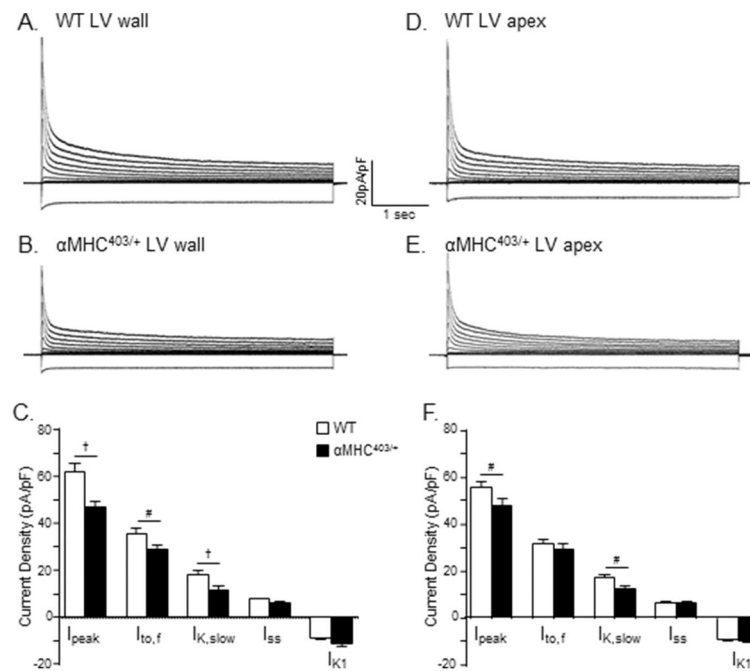 A. WT LV wall
D. WT LV apex
20pA/pF
1 sec
B. αMHC403/+ LV wall
E. αMHC403/+ LV apex
C.
80
60
40
20
0
-20
Current Density (pA/pF)
†
#
†
Ipeak
Ito,f
IK,slow
Iss
IK1
WT
αMHC403/+
F.
80
60
40
20
0
-20
Current Density (pA/pF)
#
#
Ipeak
Ito,f
IK,slow
Iss
IK1